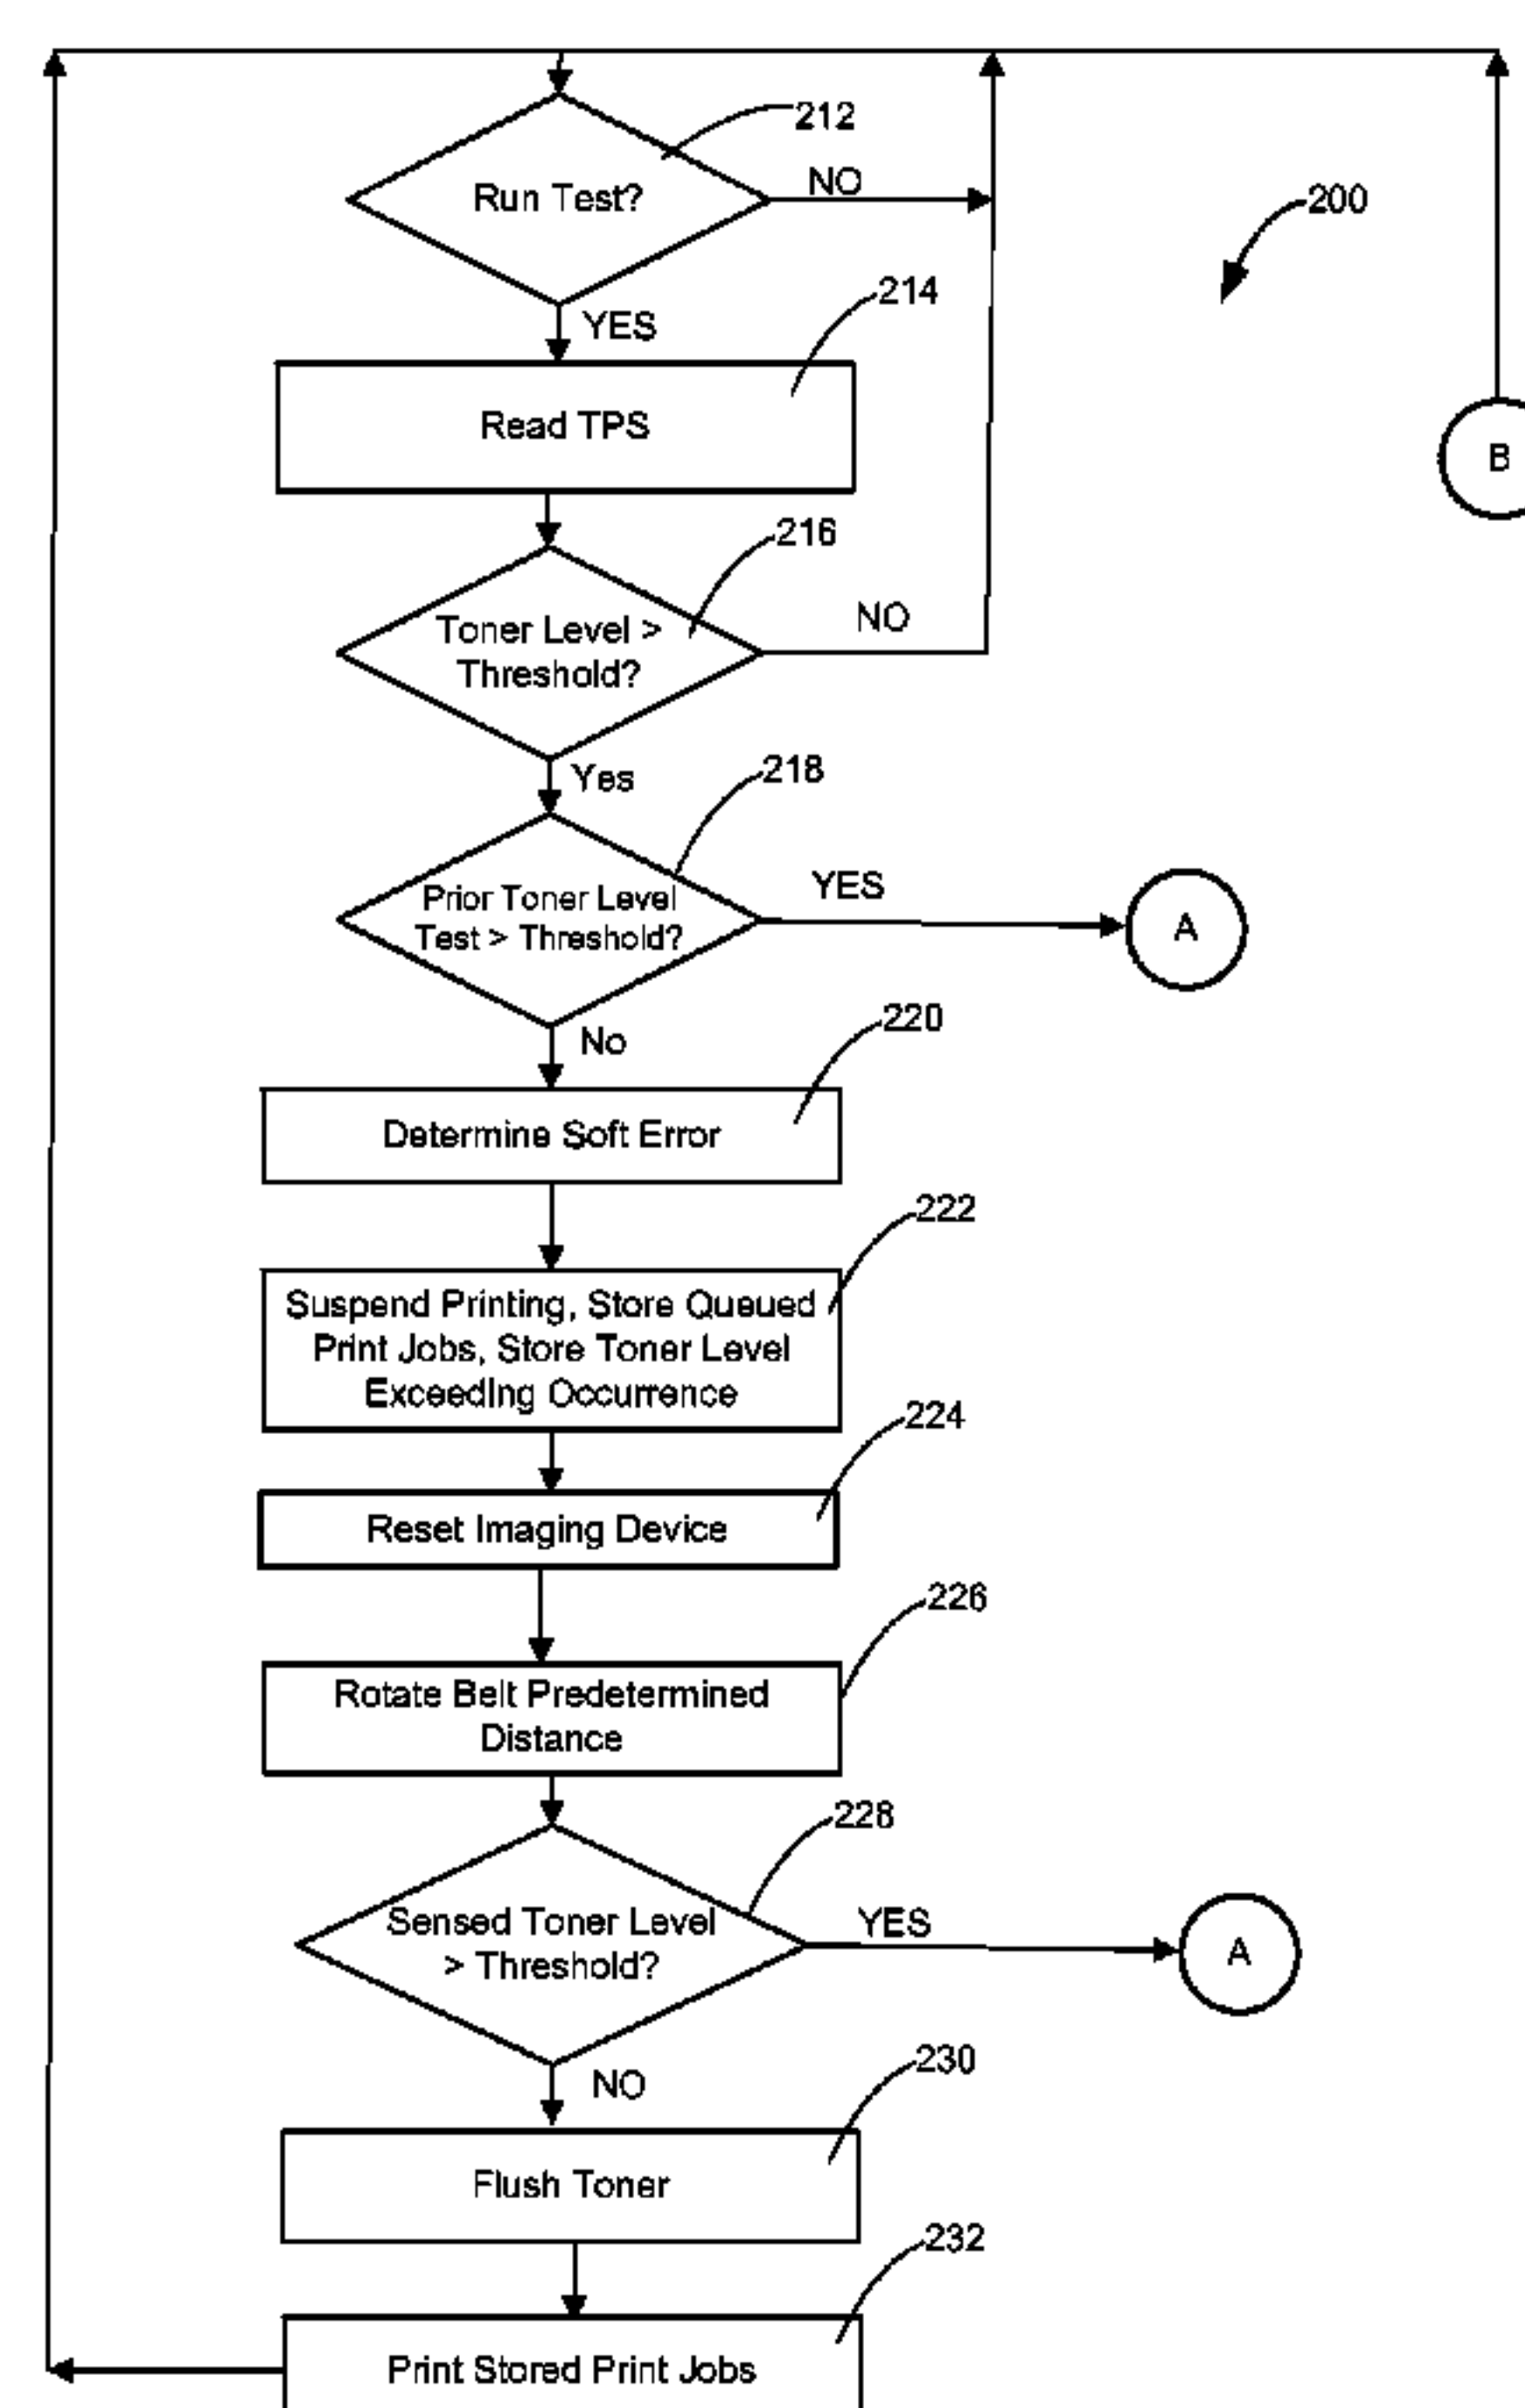 212
Run Test?
NO
200
YES
214
Read TPS
B
216
Toner Level >
Threshold?
NO
Yes
218
Prior Toner Level
Test > Threshold?
YES
A
No
220
Determine Soft Error
222
Suspend Printing, Store Queued
Print Jobs, Store Toner Level
Exceeding Occurrence
224
Reset Imaging Device
226
Rotate Belt Predetermined
Distance
228
Sensed Toner Level
> Threshold?
YES
A
NO
230
Flush Toner
232
Print Stored Print Jobs